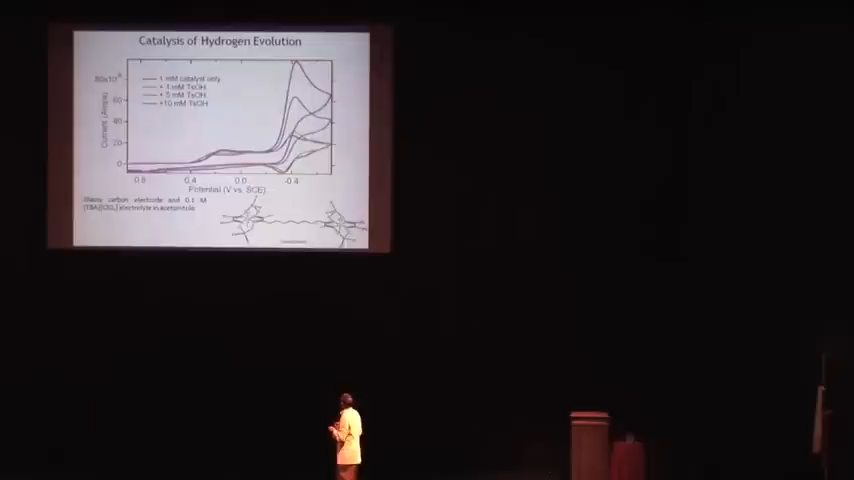 Catalysis of Hydrogen Evolution
1 mM catalyst only
+ 1 mM TsOH
+ 5 mM TsOH
+10 mM TsOH
60
40
20
0
Current (Amps)
0.8
0.4
0.0
-0.4
Potential (V vs. SCE)
Glassy carbon electrode and 0.1 M
electrolyte in acetonitrile